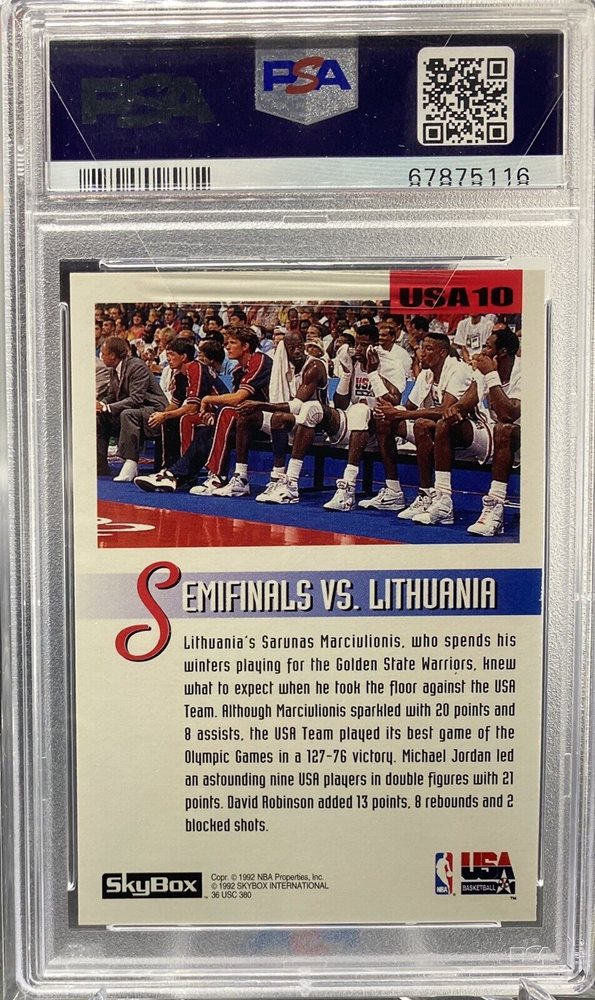 PSA
PSA
67875116
USA 10
USA
SEMIFINALS VS. LITHUANIA
Lithuania's Sarunas Marciulionis, who spends his
winters playing for the Golden State Warriors, knew
what to expect when he took the floor against the USA
Team. Although Marciulionis sparkled with 20 points and
8 assists, the USA Team played its best game of the
Olympic Games in a 127-76 victory. Michael Jordan led
an astounding nine USA players in double figures with 21
points. David Robinson added 13 points, 8 rebounds and 2
blocked shots.
SkyBox
Copr. © 1992 NBA Properties, Inc.
© 1992 SKYBOX INTERNATIONAL
36 USC 380
NBA
USA
BASKETBALL
TM
PSA